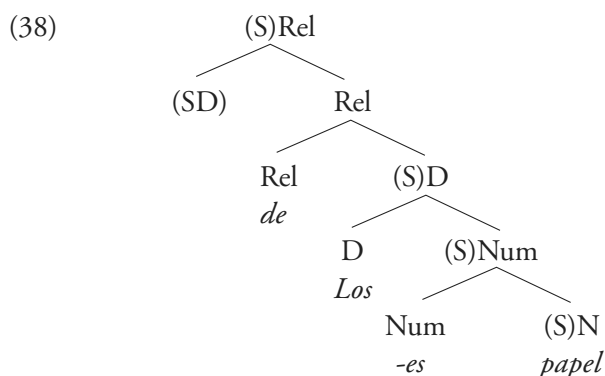 (38) (S)Rel
(SD) Rel
Rel (S)D
de
D (S)Num
Los
Num (S)N
-es papel